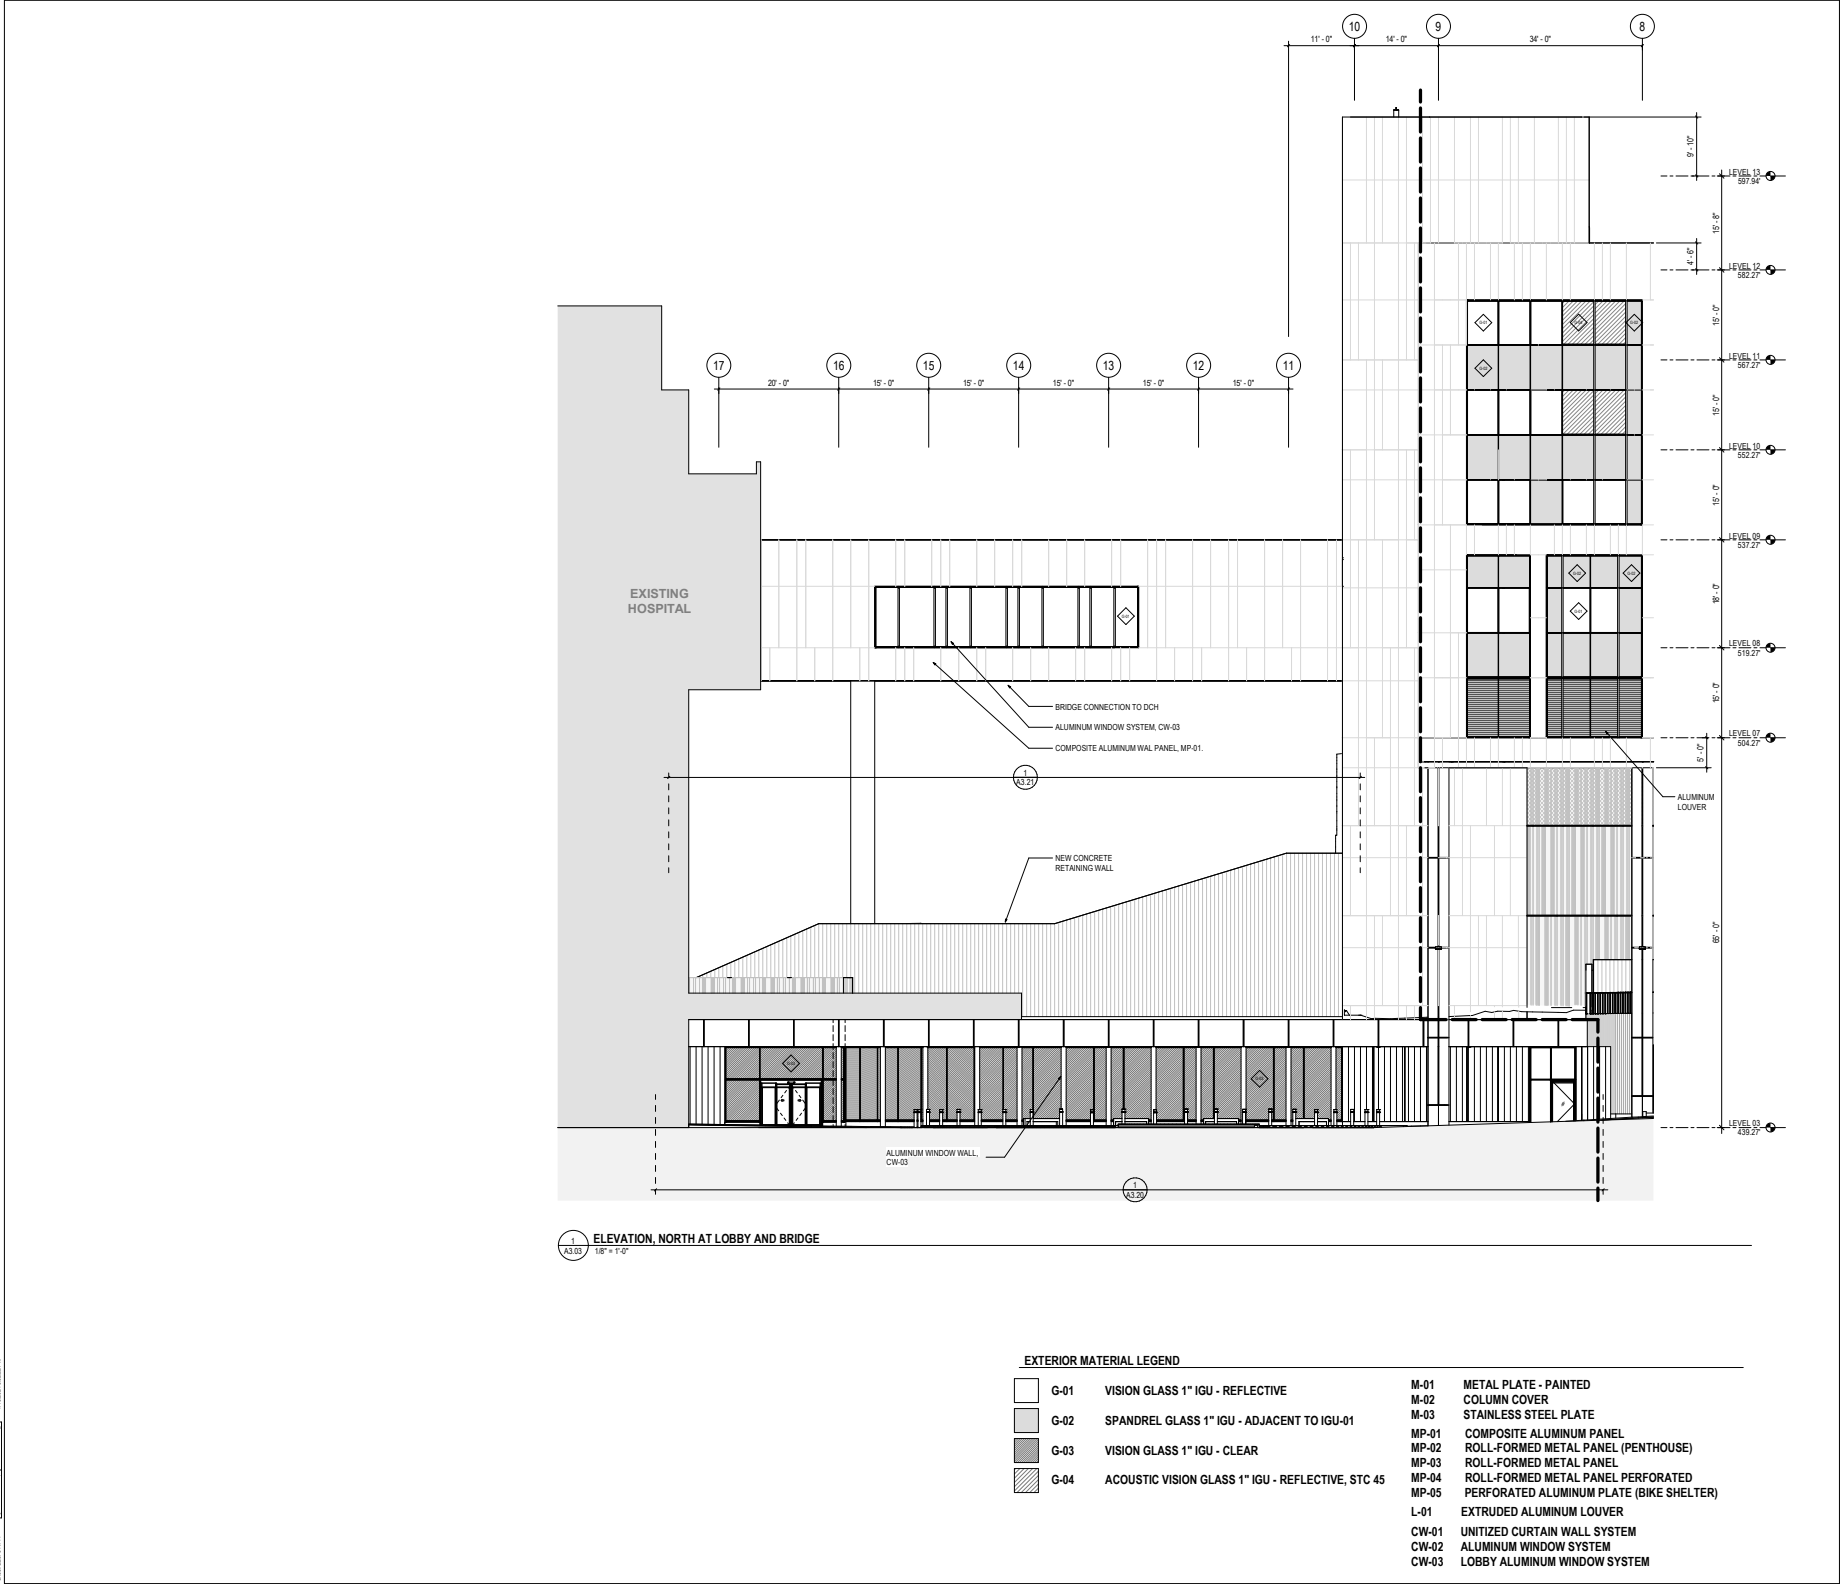 10
9
8
11' - 0"
14' - 0"
34' - 0"
9' - 10"
LEVEL 13
597.94'
15' - 8"
4' - 6"
LEVEL 12
582.27'
15' - 0"
LEVEL 11
567.27'
15' - 0"
LEVEL 10
552.27'
15' - 0"
LEVEL 09
537.27'
18' - 0"
LEVEL 08
519.27'
15' - 0"
LEVEL 07
504.27'
5' - 0"
65' - 0"
LEVEL 03
439.27'
17
16
15
14
13
12
11
20' - 0"
15' - 0"
15' - 0"
15' - 0"
15' - 0"
15' - 0"
EXISTING
HOSPITAL
BRIDGE CONNECTION TO DCH
ALUMINUM WINDOW SYSTEM, CW-03
COMPOSITE ALUMINUM WAL PANEL, MP-01.
1
A3.21
ALUMINUM
LOUVER
NEW CONCRETE
RETAINING WALL
ALUMINUM WINDOW WALL,
CW-03
1
A3.20
1
A3.03
ELEVATION, NORTH AT LOBBY AND BRIDGE
1/8" = 1'-0"
EXTERIOR MATERIAL LEGEND
G-01 VISION GLASS 1" IGU - REFLECTIVE
G-02 SPANDREL GLASS 1" IGU - ADJACENT TO IGU-01
G-03 VISION GLASS 1" IGU - CLEAR
G-04 ACOUSTIC VISION GLASS 1" IGU - REFLECTIVE, STC 45
M-01 METAL PLATE - PAINTED
M-02 COLUMN COVER
M-03 STAINLESS STEEL PLATE
MP-01 COMPOSITE ALUMINUM PANEL
MP-02 ROLL-FORMED METAL PANEL (PENTHOUSE)
MP-03 ROLL-FORMED METAL PANEL
MP-04 ROLL-FORMED METAL PANEL PERFORATED
MP-05 PERFORATED ALUMINUM PLATE (BIKE SHELTER)
L-01 EXTRUDED ALUMINUM LOUVER
CW-01 UNITIZED CURTAIN WALL SYSTEM
CW-02 ALUMINUM WINDOW SYSTEM
CW-03 LOBBY ALUMINUM WINDOW SYSTEM